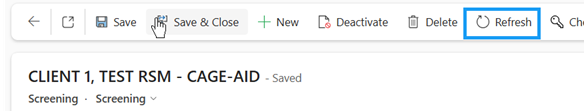 Save Save & Close New Deactivate Delete Refresh
CLIENT 1, TEST RSM - CAGE-AID - Saved
Screening · Screening